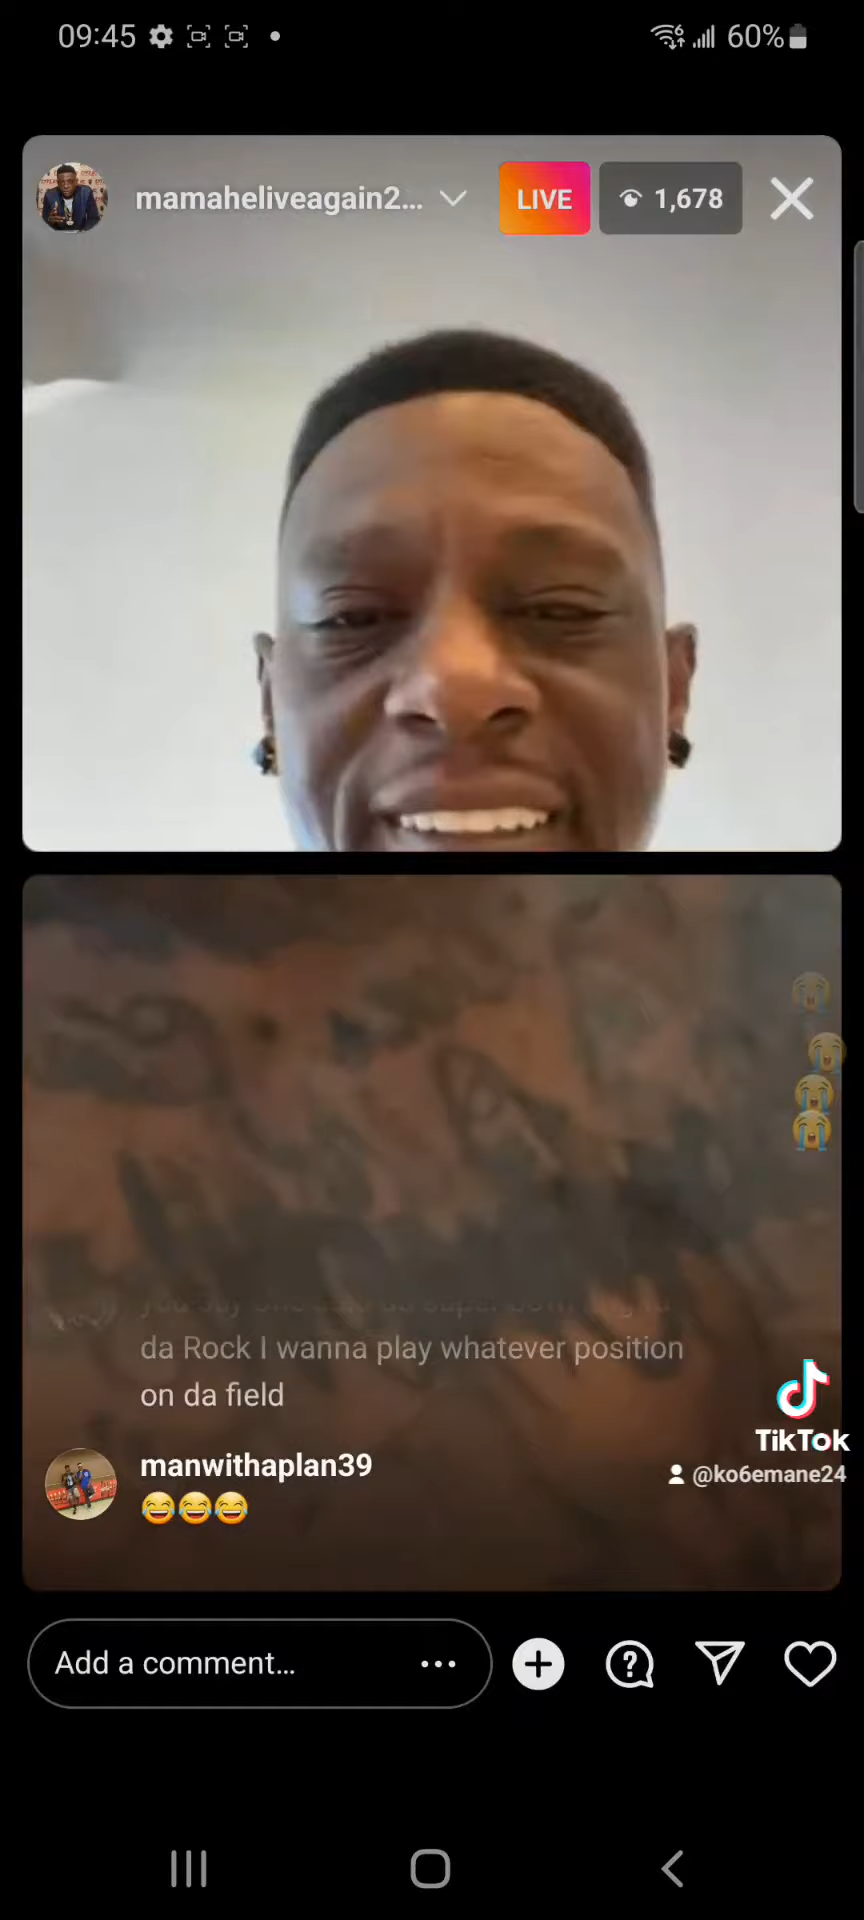 09:45
60%
mamaheliveagain2...
LIVE
1,678
da Rock I wanna play whatever position
on da field
manwithaplan39
😂😂😂
TikTok
@ko6emane24
Add a comment...